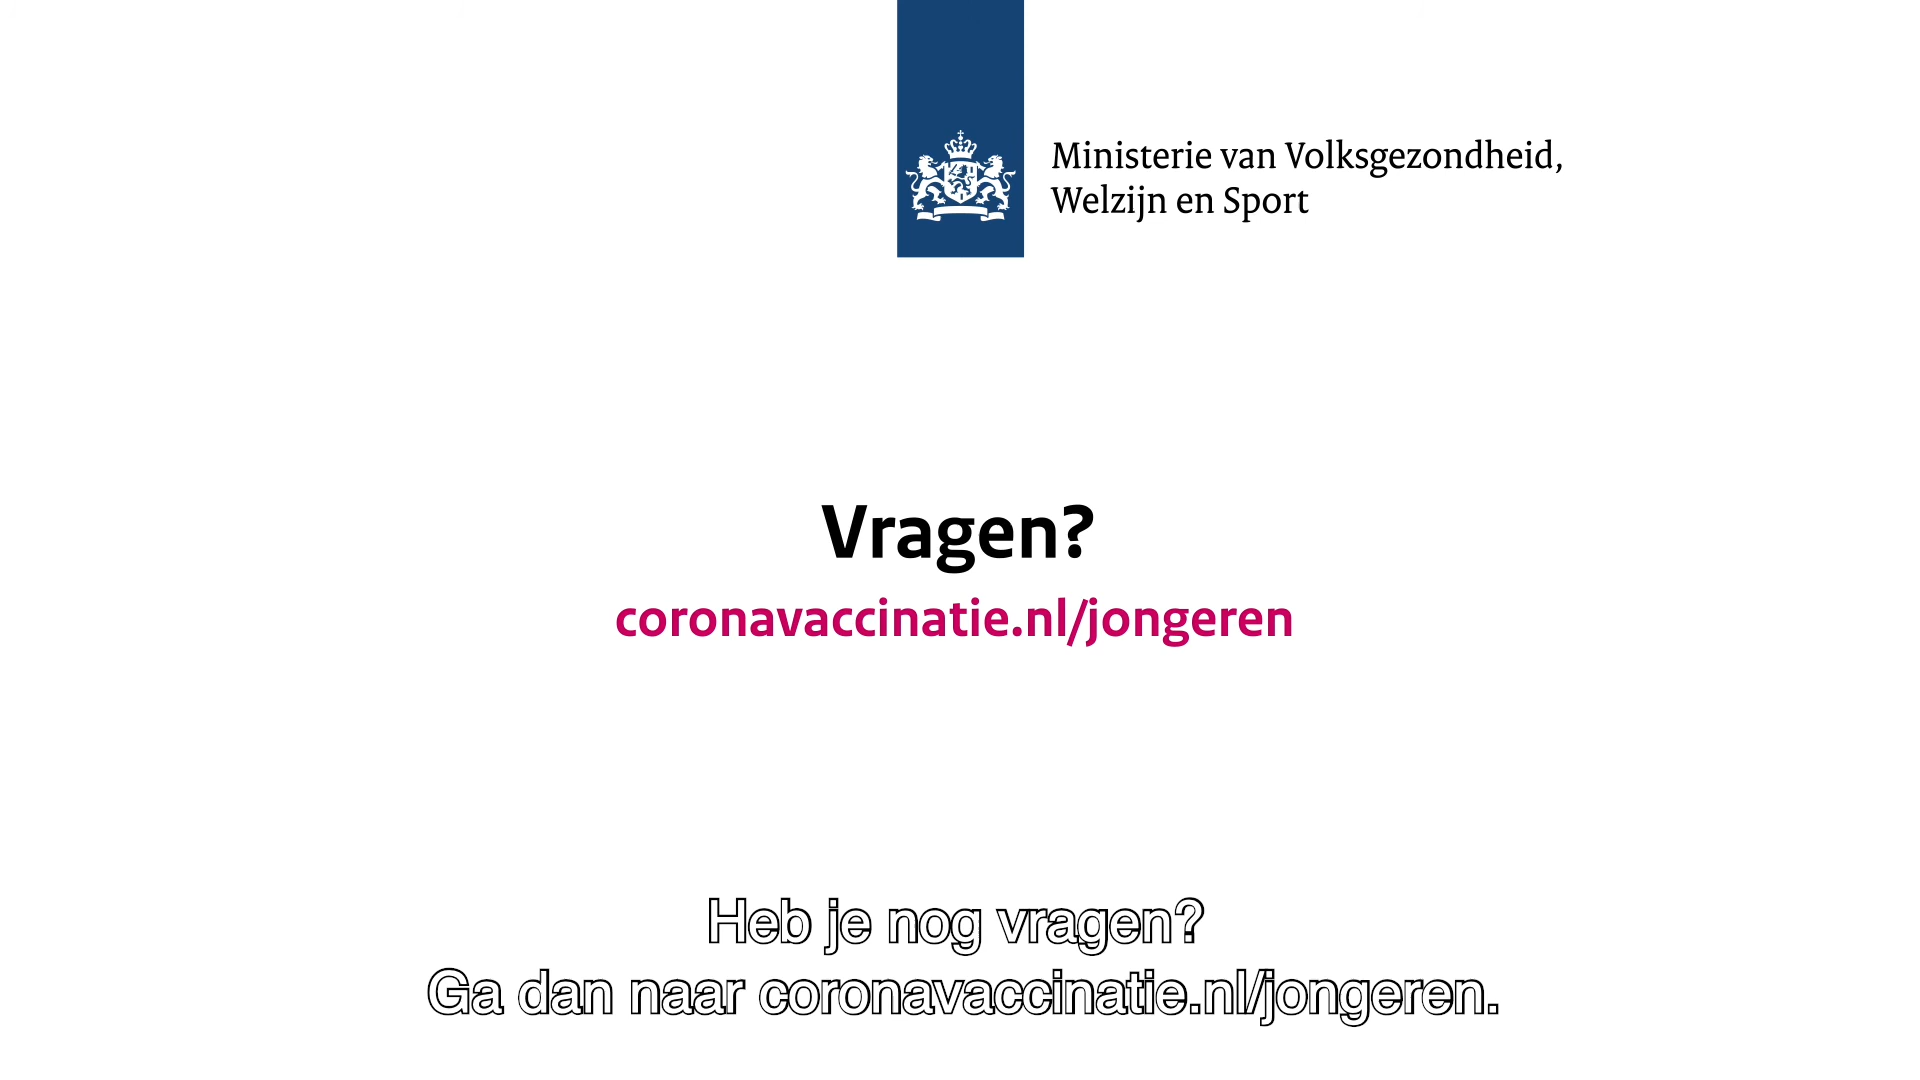 Ministerie van Volksgezondheid,
Welzijn en Sport
Vragen?
coronavaccinatie.nl/jongeren
Heb je nog vragen?
Ga dan naar coronavaccinatie.nl/jongeren.